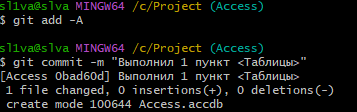 sl1va@slva MINGW64 /c/Project (Access)
$ git add -A
sl1va@slva MINGW64 /c/Project (Access)
$ git commit -m "Выполнил 1 пункт <Таблицы>"
[Access 0bad60d] Выполнил 1 пункт <Таблицы>
1 file changed, 0 insertions(+), 0 deletions(-)
create mode 100644 Access.accdb